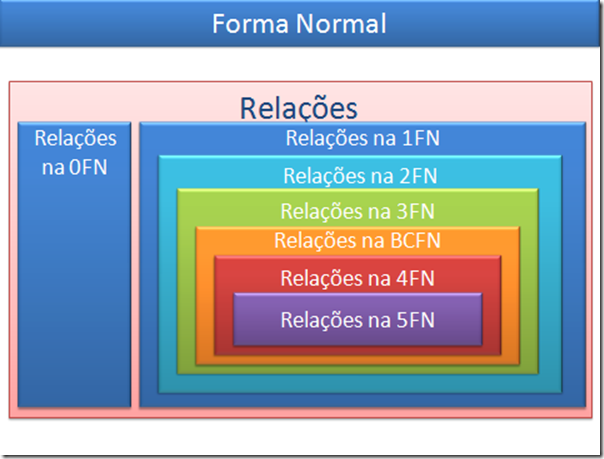 Forma Normal
Relações
Relações
na 0FN
Relações na 1FN
Relações na 2FN
Relações na 3FN
Relações na BCFN
Relações na 4FN
Relações na 5FN